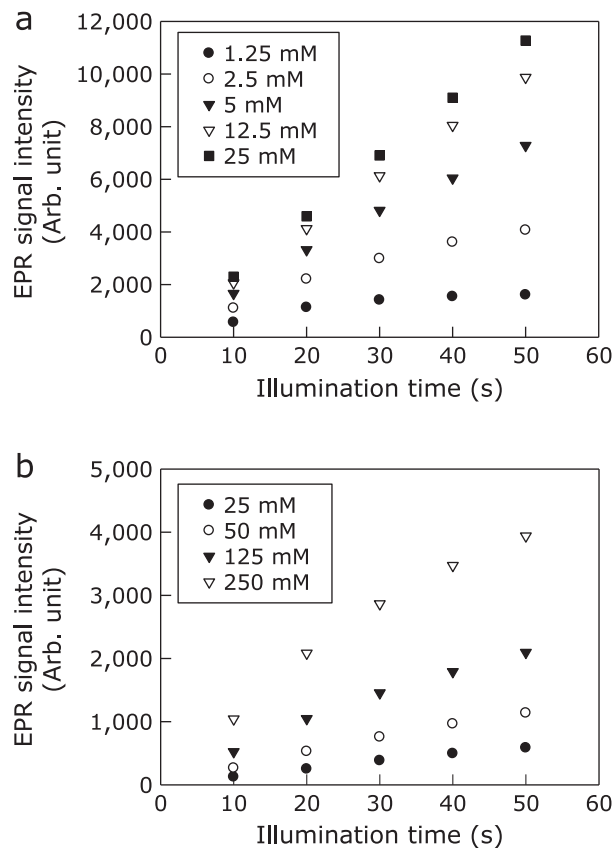 a
12,000
10,000
8,000
6,000
4,000
2,000
0
EPR signal intensity
(Arb. unit)
1.25 mM
2.5 mM
5 mM
12.5 mM
25 mM
0 10 20 30 40 50 60
Illumination time (s)
b
5,000
4,000
3,000
2,000
1,000
0
EPR signal intensity
(Arb. unit)
25 mM
50 mM
125 mM
250 mM
0 10 20 30 40 50 60
Illumination time (s)